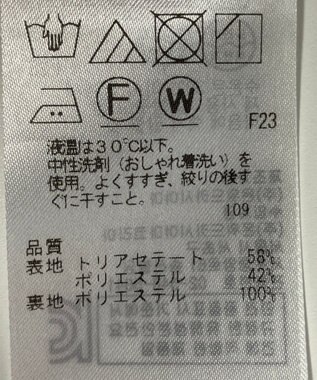 F W
F23
液温は30℃以下。
中性洗剤(おしゃれ着洗い)を
使用。よくすすぎ、絞りの後す
ぐに干すこと。
109
品質
表地 トリアセテート 58%
ポリエステル 42%
裏地 ポリエステル 100%